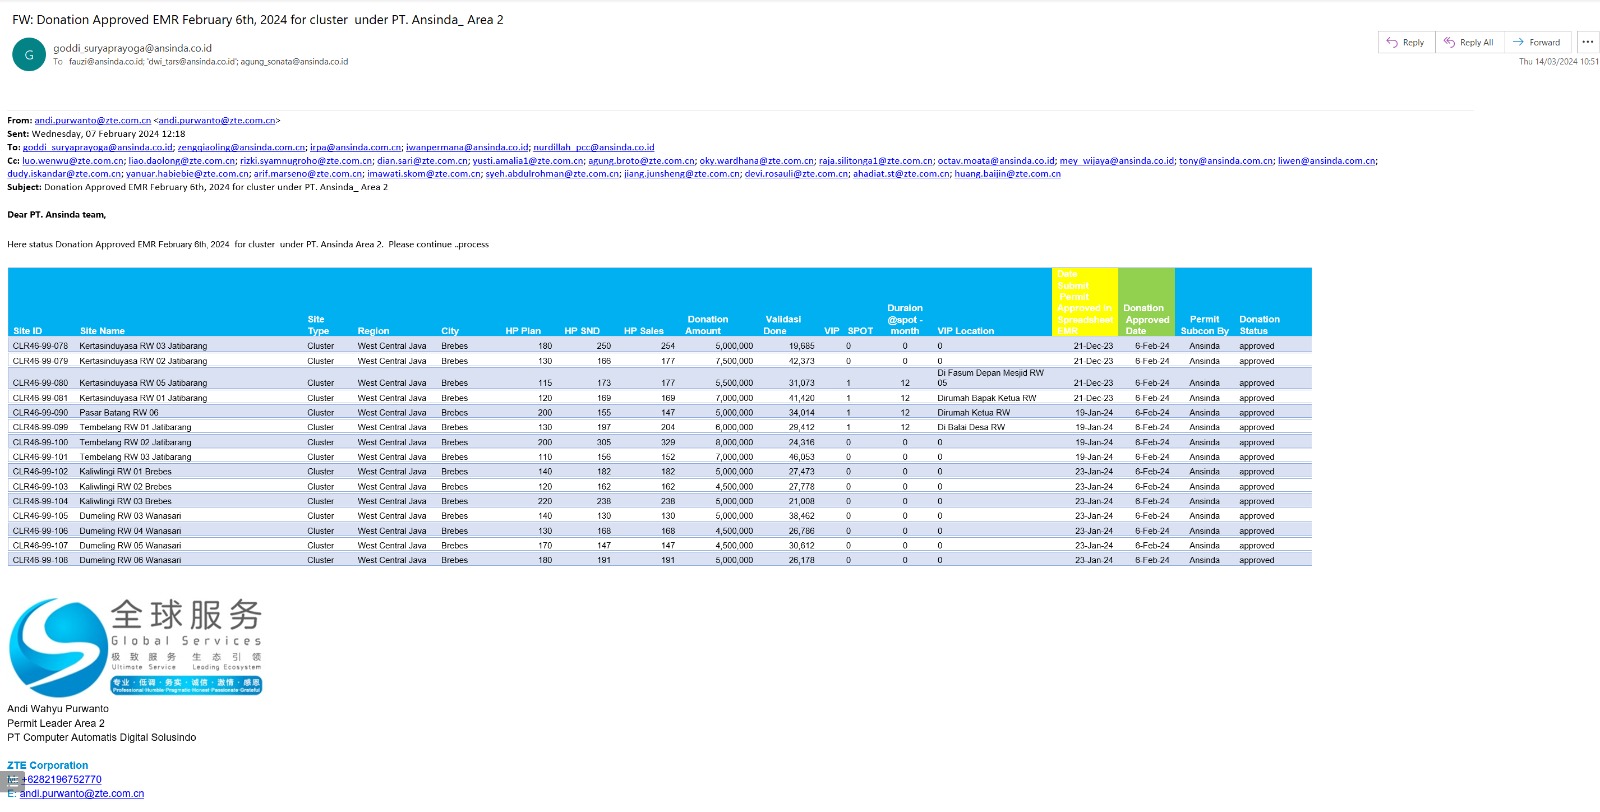 FW: Donation Approved EMR February 6th, 2024 for cluster  under PT. Ansinda_ Area 2
G
goddi_suryaprayoga@ansinda.co.id
To  fauzi@ansinda.co.id; 'dwi_tars@ansinda.co.id'; agung_sonata@ansinda.co.id
Reply  Reply All  Forward  ...
Thu 14/03/2024 10:51
From: andi.purwanto@zte.com.cn <andi.purwanto@zte.com.cn>
Sent: Wednesday, 07 February 2024 12:18
To: goddi_suryaprayoga@ansinda.co.id; zengqiaoling@ansinda.com.cn; irpa@ansinda.com.cn; iwanpermana@ansinda.co.id; nurdillah_pcc@ansinda.co.id
Cc: luo.wenwu@zte.com.cn; liao.daolong@zte.com.cn; rizki.syamnugroho@zte.com.cn; dian.sari@zte.com.cn; yusti.amalia1@zte.com.cn; agung.broto@zte.com.cn; oky.wardhana@zte.com.cn; raja.silitonga1@zte.com.cn; octav.moata@ansinda.co.id; mey_wijaya@ansinda.co.id; tony@ansinda.com.cn; liwen@ansinda.com.cn;
dudy.iskandar@zte.com.cn; yanuar.habiebie@zte.com.cn; arif.marseno@zte.com.cn; imawati.skom@zte.com.cn; syeh.abdulrohman@zte.com.cn; jiang.junsheng@zte.com.cn; devi.rosauli@zte.com.cn; ahadiat.st@zte.com.cn; huang.baijin@zte.com.cn
Subject: Donation Approved EMR February 6th, 2024 for cluster under PT. Ansinda_ Area 2
Dear PT. Ansinda team,
Here status Donation Approved EMR February 6th, 2024  for cluster  under PT. Ansinda Area 2.  Please continue ..process
Site ID  Site Name  Site Type  Region  City  HP Plan  HP SND  HP Sales  Donation Amount  Validasi Done  VIP  SPOT  Duraion @spot - month  VIP Location  Date Submit Permit Approved in Spreadsheet EMR  Donation Approved Date  Permit Subcon By  Donation Status
CLR46-99-078  Kertasinduyasa RW 03 Jatibarang  Cluster  West Central Java  Brebes  180  250  254  5,000,000  19,685  0  0  0  21-Dec-23  6-Feb-24  Ansinda  approved
CLR46-99-079  Kertasinduyasa RW 02 Jatibarang  Cluster  West Central Java  Brebes  130  166  177  7,500,000  42,373  0  0  0  21-Dec-23  6-Feb-24  Ansinda  approved
CLR46-99-080  Kertasinduyasa RW 05 Jatibarang  Cluster  West Central Java  Brebes  115  173  177  5,500,000  31,073  1  12  Di Fasum Depan Mesjid RW 05  21-Dec-23  6-Feb-24  Ansinda  approved
CLR46-99-081  Kertasinduyasa RW 01 Jatibarang  Cluster  West Central Java  Brebes  120  169  169  7,000,000  41,420  1  12  Dirumah Bapak Ketua RW  21-Dec-23  6-Feb-24  Ansinda  approved
CLR46-99-090  Pasar Batang RW 06  Cluster  West Central Java  Brebes  200  155  147  5,000,000  34,014  1  12  Dirumah Ketua RW  19-Jan-24  6-Feb-24  Ansinda  approved
CLR46-99-099  Tembelang RW 01 Jatibarang  Cluster  West Central Java  Brebes  130  197  204  6,000,000  29,412  1  12  Di Balai Desa RW  19-Jan-24  6-Feb-24  Ansinda  approved
CLR46-99-100  Tembelang RW 02 Jatibarang  Cluster  West Central Java  Brebes  200  305  329  8,000,000  24,316  0  0  0  19-Jan-24  6-Feb-24  Ansinda  approved
CLR46-99-101  Tembelang RW 03 Jatibarang  Cluster  West Central Java  Brebes  110  156  152  7,000,000  46,053  0  0  0  19-Jan-24  6-Feb-24  Ansinda  approved
CLR46-99-102  Kaliwlingi RW 01 Brebes  Cluster  West Central Java  Brebes  140  182  182  5,000,000  27,473  0  0  0  23-Jan-24  6-Feb-24  Ansinda  approved
CLR46-99-103  Kaliwlingi RW 02 Brebes  Cluster  West Central Java  Brebes  120  162  162  4,500,000  27,778  0  0  0  23-Jan-24  6-Feb-24  Ansinda  approved
CLR46-99-104  Kaliwlingi RW 03 Brebes  Cluster  West Central Java  Brebes  220  238  238  5,000,000  21,008  0  0  0  23-Jan-24  6-Feb-24  Ansinda  approved
CLR46-99-105  Dumeling RW 03 Wanasari  Cluster  West Central Java  Brebes  140  130  130  5,000,000  38,462  0  0  0  23-Jan-24  6-Feb-24  Ansinda  approved
CLR46-99-106  Dumeling RW 04 Wanasari  Cluster  West Central Java  Brebes  130  168  168  4,500,000  26,786  0  0  0  23-Jan-24  6-Feb-24  Ansinda  approved
CLR46-99-107  Dumeling RW 05 Wanasari  Cluster  West Central Java  Brebes  170  147  147  4,500,000  30,612  0  0  0  23-Jan-24  6-Feb-24  Ansinda  approved
CLR46-99-108  Dumeling RW 06 Wanasari  Cluster  West Central Java  Brebes  180  191  191  5,000,000  26,178  0  0  0  23-Jan-24  6-Feb-24  Ansinda  approved
全球服务
Global Services
极致服务 生态引领
Ultimate Service  Leading Ecosystem
专业·低调·务实·诚信·激情·感恩
Professional·Humble·Pragmatic·Honest·Passionate·Grateful
Andi Wahyu Purwanto
Permit Leader Area 2
PT Computer Automatis Digital Solusindo
ZTE Corporation
M: +6282196752770
E: andi.purwanto@zte.com.cn